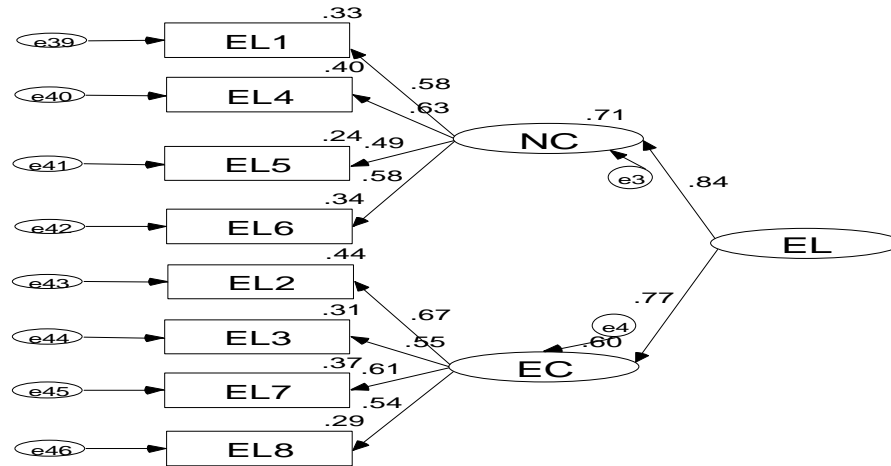 .33
e39
EL1
.40
.58
e40
EL4
.63
.71
.24
.49
NC
e41
EL5
.58
e3
.34
.84
e42
EL6
EL
.44
e43
EL2
.77
.31
.67
e4
e44
EL3
.55
.60
.37
.61
EC
e45
EL7
.54
.29
e46
EL8